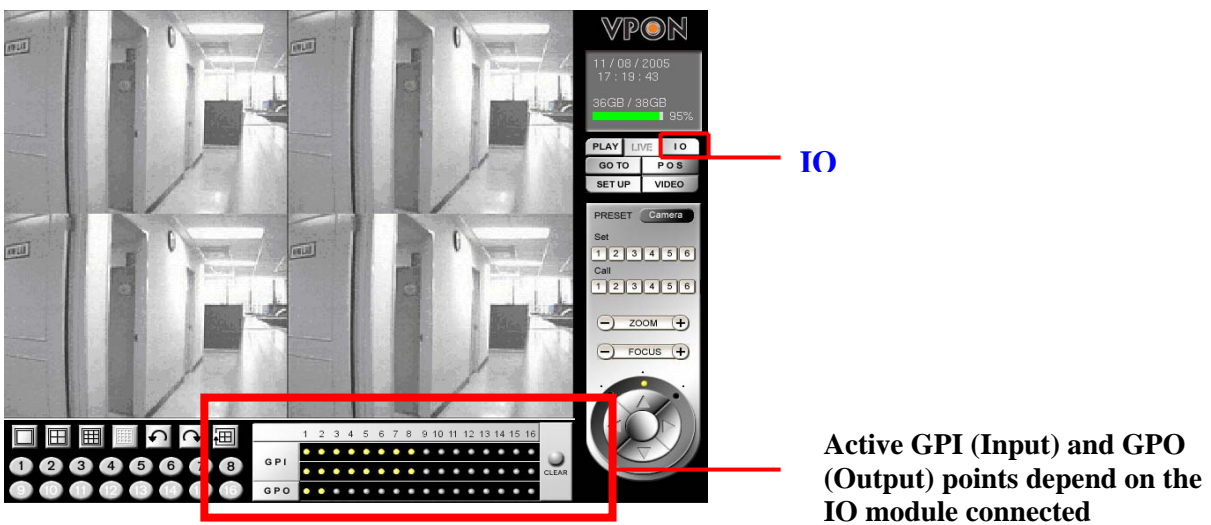 VPON
11 / 08 / 2005
17 : 19 : 43
36GB / 38GB
95%
PLAY LIVE I O
GO TO P O S
SET UP VIDEO
IO
PRESET Camera
Set
1 2 3 4 5 6
Call
1 2 3 4 5 6
− ZOOM +
− FOCUS +
1 2 3 4 5 6 7 8 9 10 11 12 13 14 15 16
G P I
G P O
CLEAR
1 2 3 4 5 6 7 8
9 10 11 12 13 14 15 16
Active GPI (Input) and GPO
(Output) points depend on the
IO module connected